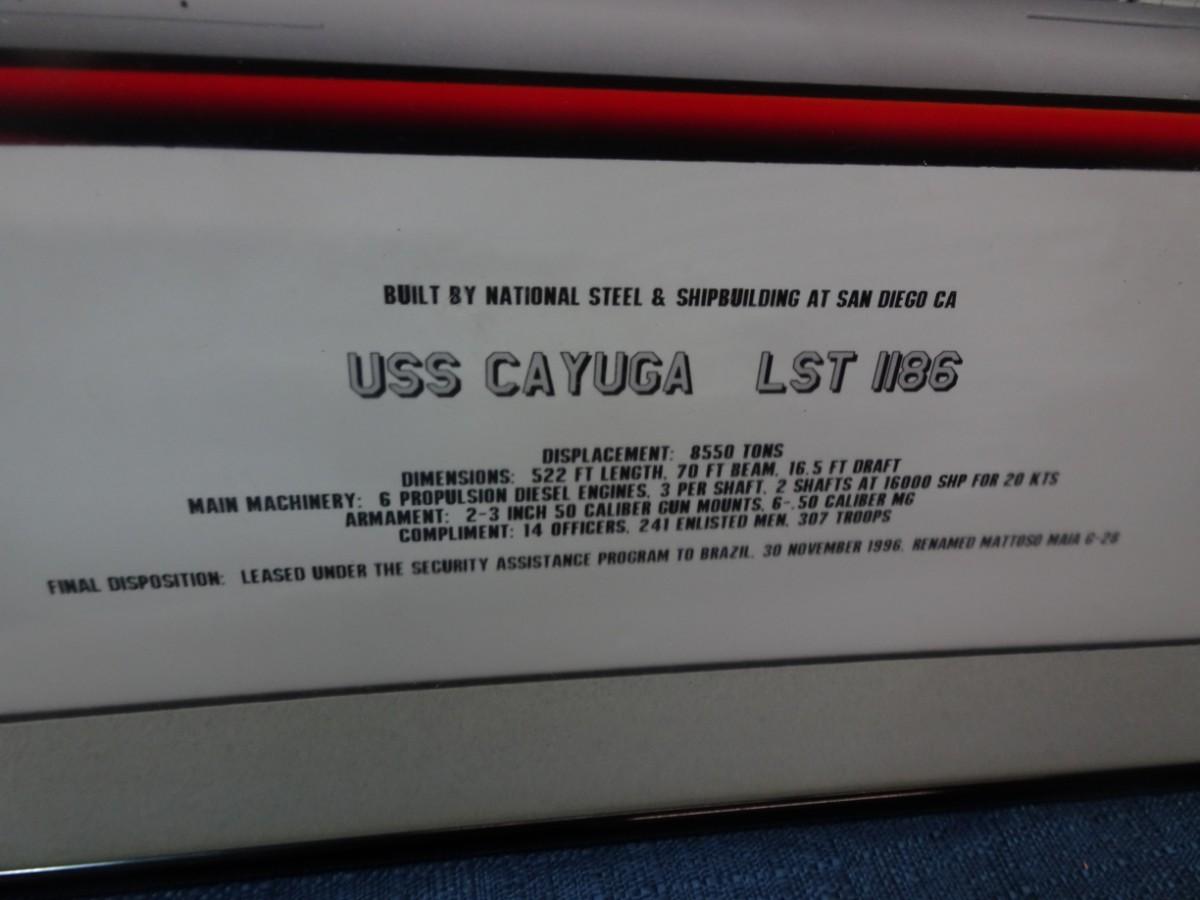 BUILT BY NATIONAL STEEL & SHIPBUILDING AT SAN DIEGO CA
USS CAYUGA LST 1186
DISPLACEMENT: 8550 TONS
DIMENSIONS: 522 FT LENGTH, 70 FT BEAM, 16.5 FT DRAFT
MAIN MACHINERY: 6 PROPULSION DIESEL ENGINES, 3 PER SHAFT, 2 SHAFTS AT 16000 SHP FOR 20 KTS
ARMAMENT: 2-3 INCH 50 CALIBER GUN MOUNTS, 6-.50 CALIBER MG
COMPLIMENT: 14 OFFICERS, 241 ENLISTED MEN, 307 TROOPS
FINAL DISPOSITION: LEASED UNDER THE SECURITY ASSISTANCE PROGRAM TO BRAZIL, 30 NOVEMBER 1996, RENAMED MATTOSO MAIA G-28